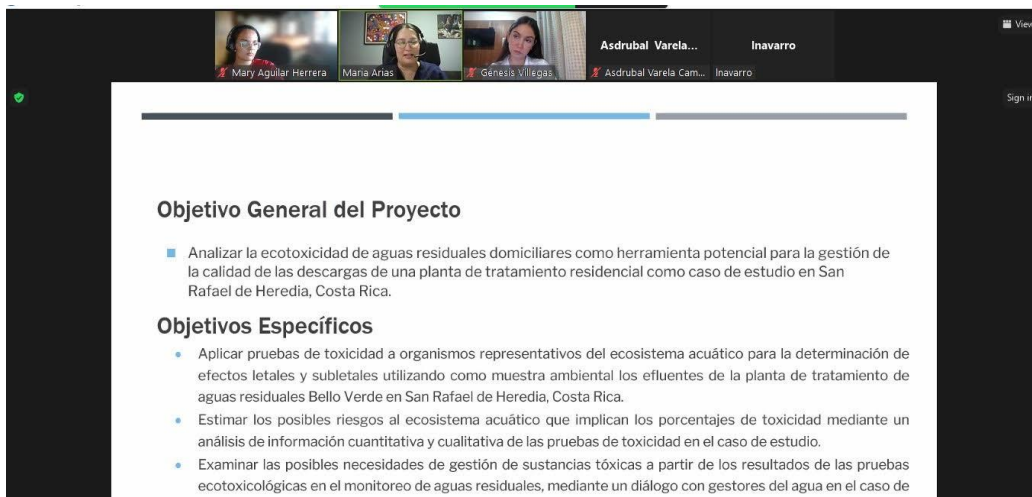 View
Asdrubal Varela...
Inavarro
Mary Aguilar Herrera
Maria Arias
Génesis Villegas
Asdrubal Varela Cam...
Inavarro
Sign in
Objetivo General del Proyecto
Analizar la ecotoxicidad de aguas residuales domiciliares como herramienta potencial para la gestión de
la calidad de las descargas de una planta de tratamiento residencial como caso de estudio en San
Rafael de Heredia, Costa Rica.
Objetivos Específicos
Aplicar pruebas de toxicidad a organismos representativos del ecosistema acuático para la determinación de
efectos letales y subletales utilizando como muestra ambiental los efluentes de la planta de tratamiento de
aguas residuales Bello Verde en San Rafael de Heredia, Costa Rica.
Estimar los posibles riesgos al ecosistema acuático que implican los porcentajes de toxicidad mediante un
análisis de información cuantitativa y cualitativa de las pruebas de toxicidad en el caso de estudio.
Examinar las posibles necesidades de gestión de sustancias tóxicas a partir de los resultados de las pruebas
ecotoxicológicas en el monitoreo de aguas residuales, mediante un diálogo con gestores del agua en el caso de